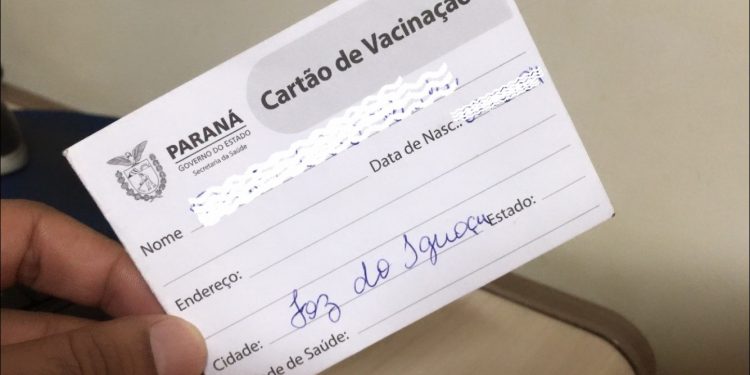 Cartão de Vacinação
PARANÁ
GOVERNO DO ESTADO
Secretaria da Saúde
Nome
Data de Nasc.:
Endereço:
Cidade: Foz do Iguaçu Estado:
de de Saúde: